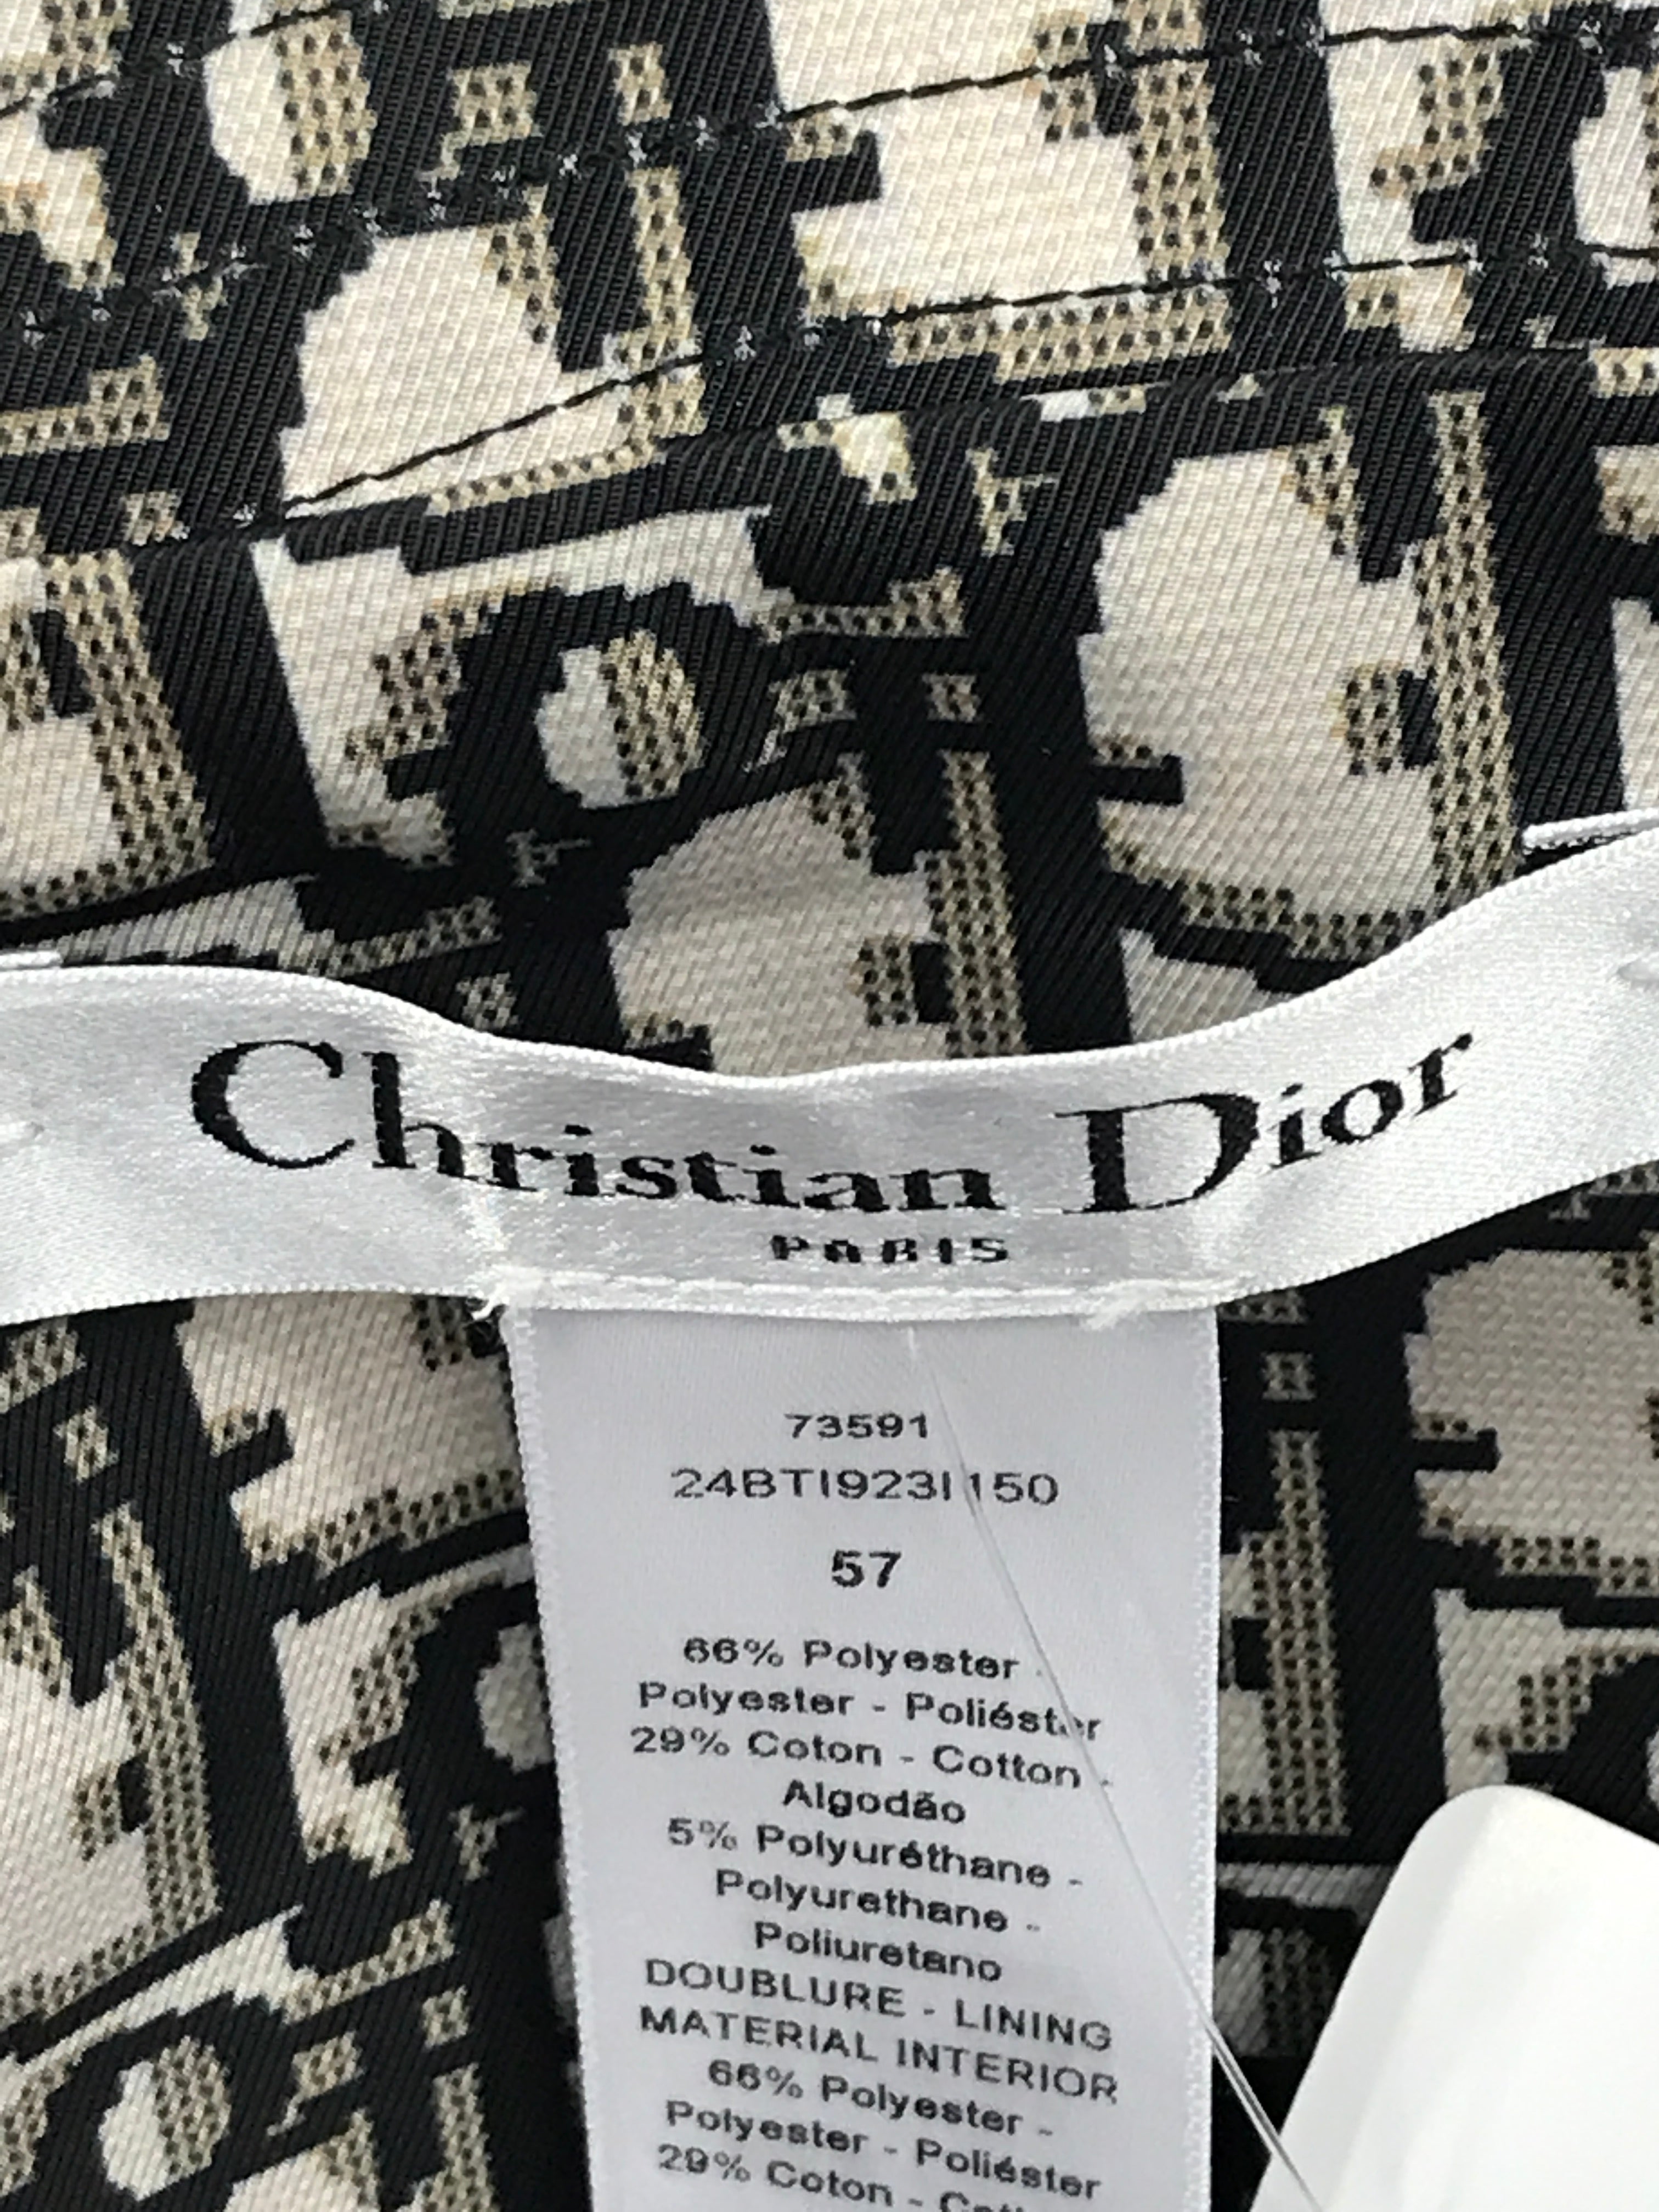 Christian Dior
PARIS
73591
24BTI923I150
57
66% Polyester -
Polyester - Poliéster
29% Coton - Cotton -
Algodão
5% Polyuréthane -
Polyurethane -
Poliuretano
DOUBLURE - LINING
MATERIAL INTERIOR
66% Polyester -
Polyester - Poliéster
29% Coton -